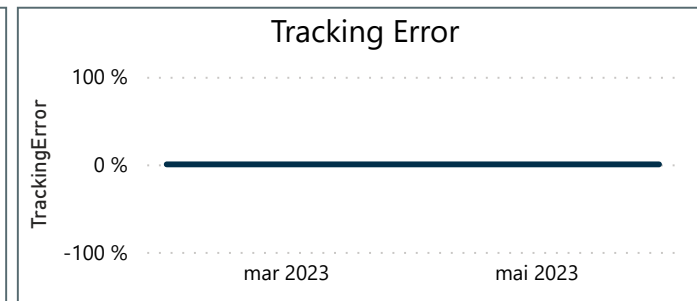 Tracking Error
TrackingError
100 %
0 %
-100 %
mar 2023
mai 2023